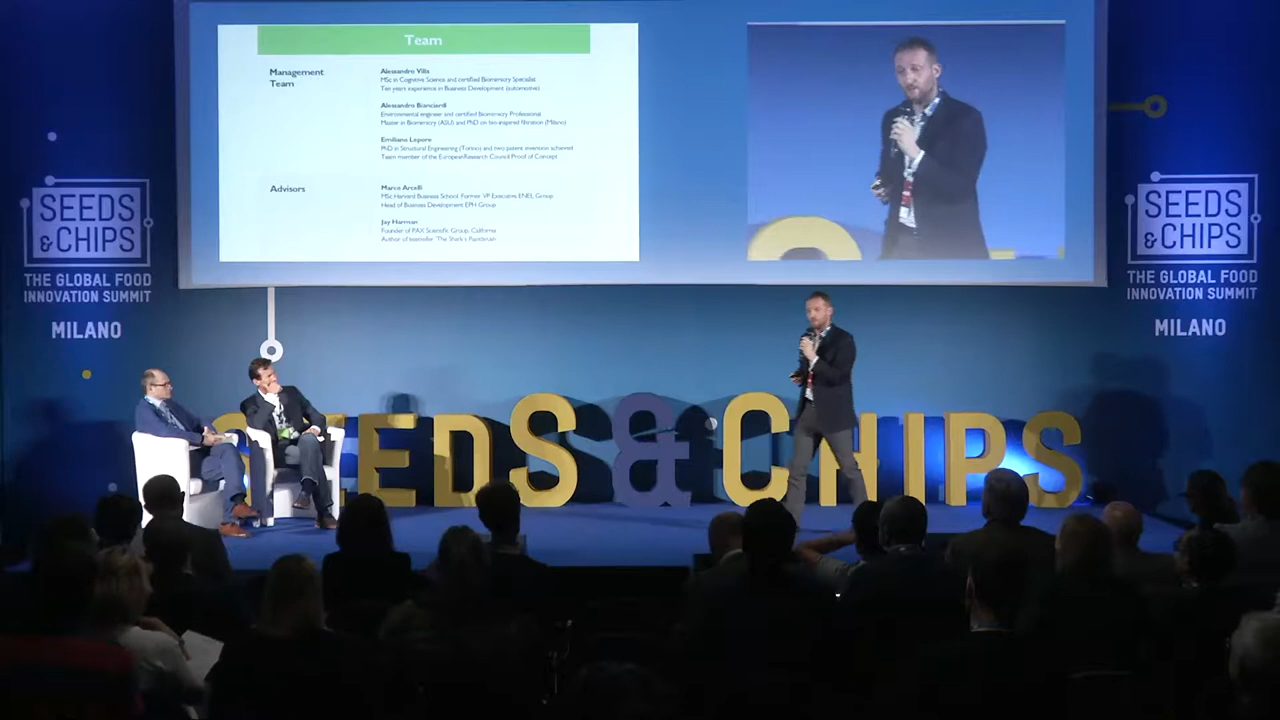 Team
Management
Team
Alessandro Villa
MSc in Cognitive Science and certified Biomimicry Specialist
Ten years experience in Business Development (automotive)
Alessandro Bianciardi
Environmental engineer and certified Biomimicry Professional
Master in Biomimicry (ASU) and PhD on bio-inspired filtration (Milano)
Emiliano Lepore
PhD in Structural Engineering (Torino) and two patent invention achieved
Team member of the EuropeanResearch Council Proof of Concept
Advisors
Marco Arcelli
MSc Harvard Business School. Former VP Executive ENEL Group
Head of Business Development EPH Group
Jay Harman
Founder of PAX Scientific Group, California
Author of bestseller "The Shark's Paintbrush
SEEDS
&CHIPS
THE GLOBAL FOOD
INNOVATION SUMMIT
MILANO
SEEDS
&CHIPS
THE GLOBAL FOOD
INNOVATION SUMMIT
MILANO
SEEDS&CHIPS